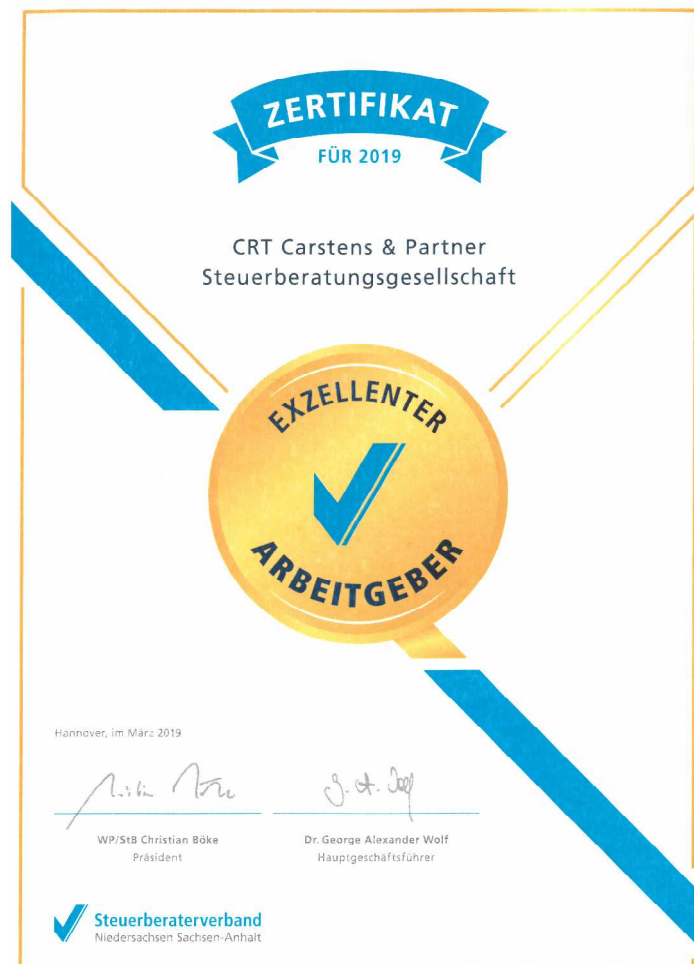 ZERTIFIKAT
FÜR 2019
CRT Carstens & Partner
Steuerberatungsgesellschaft
EXZELLENTER
ARBEITGEBER
Hannover, im März 2019
WP/StB Christian Böke
Präsident
Dr. George Alexander Wolf
Hauptgeschäftsführer
Steuerberaterverband
Niedersachsen Sachsen-Anhalt